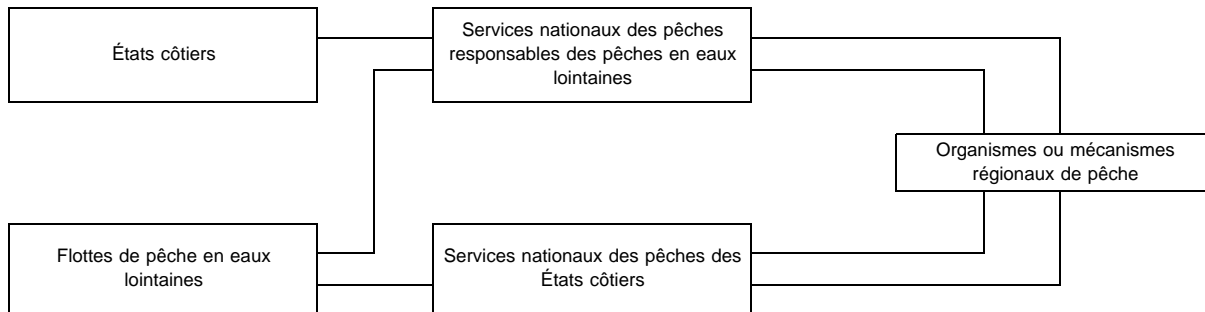 États côtiers
Services nationaux des pêches
responsables des pêches en eaux
lointaines
Organismes ou mécanismes
régionaux de pêche
Flottes de pêche en eaux
lointaines
Services nationaux des pêches des
États côtiers